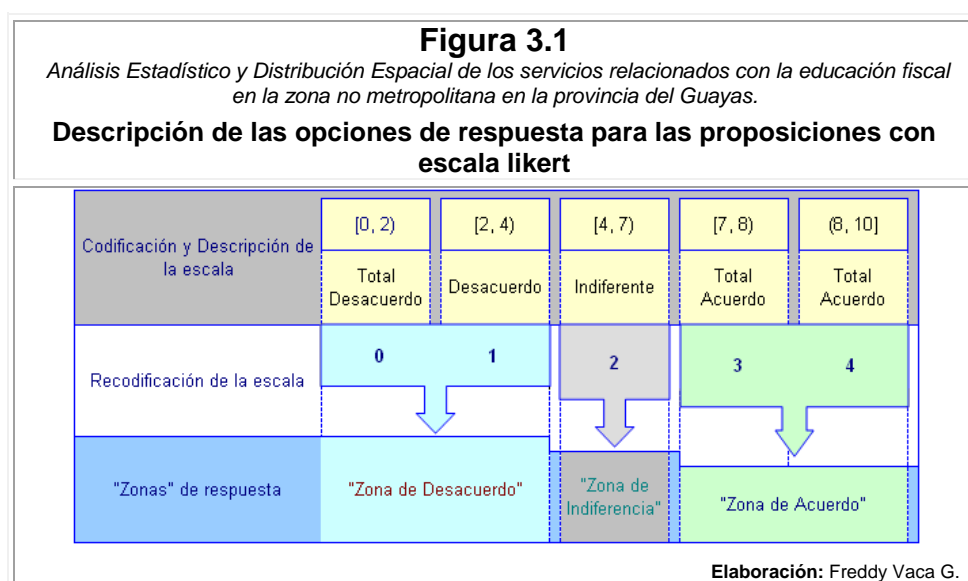 Figura 3.1
Análisis Estadístico y Distribución Espacial de los servicios relacionados con la educación fiscal
en la zona no metropolitana en la provincia del Guayas.
Descripción de las opciones de respuesta para las proposiciones con
escala likert
Codificación y Descripción de
la escala
[0, 2) [2, 4) [4, 7) [7, 8) (8, 10]
Total
Desacuerdo
Desacuerdo
Indiferente
Total
Acuerdo
Total
Acuerdo
Recodificación de la escala
0 1 2 3 4
"Zonas" de respuesta
"Zona de Desacuerdo"
"Zona de
Indiferencia"
"Zona de Acuerdo"
Elaboración: Freddy Vaca G.